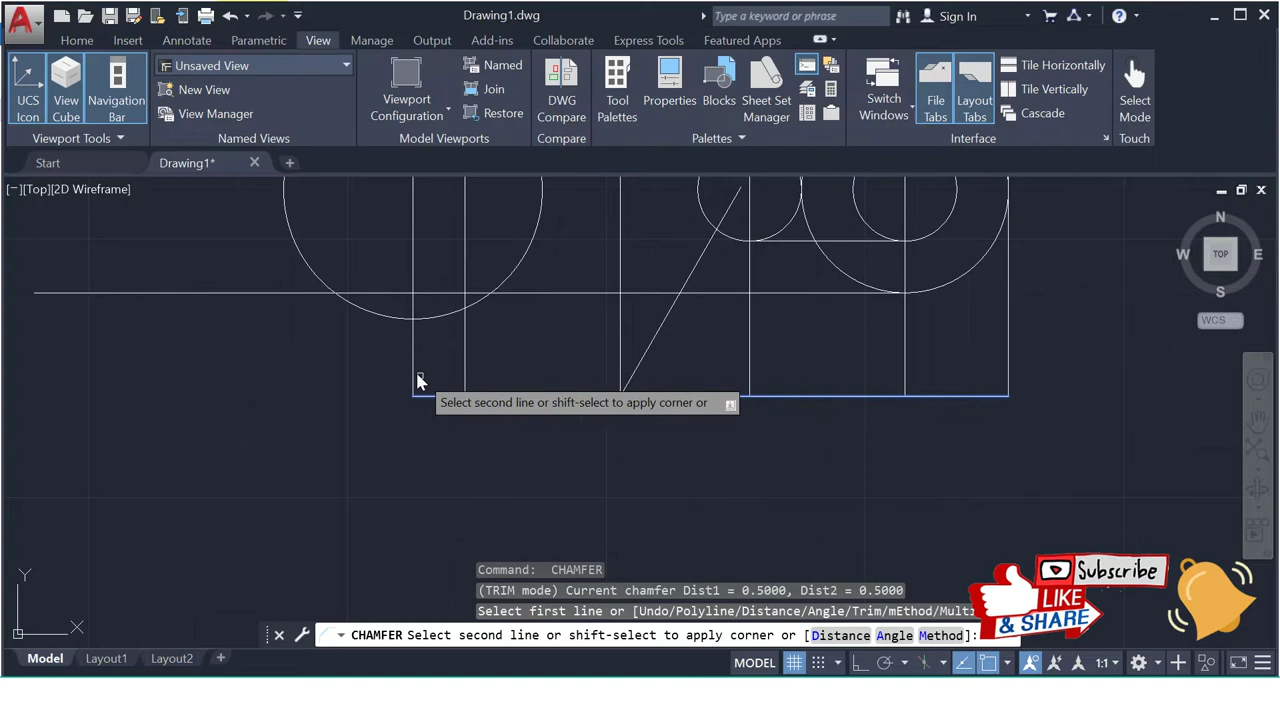 Drawing1.dwg
Type a keyword or phrase
Sign In
Home
Insert
Annotate
Parametric
View
Manage
Output
Add-ins
Collaborate
Express Tools
Featured Apps
UCS
Icon
View
Cube
Navigation
Bar
Viewport Tools
Unsaved View
New View
View Manager
Named Views
Viewport
Configuration
Named
Join
Restore
Model Viewports
DWG
Compare
Compare
Tool
Palettes
Properties
Blocks
Sheet Set
Manager
Palettes
Switch
Windows
File
Tabs
Layout
Tabs
Tile Horizontally
Tile Vertically
Cascade
Interface
Select
Mode
Touch
Start
Drawing1*
[−][Top][2D Wireframe]
N
W
TOP
E
S
WCS
Select second line or shift-select to apply corner or
Command: CHAMFER
(TRIM mode) Current chamfer Dist1 = 0.5000, Dist2 = 0.5000
Select first line or [Undo/Polyline/Distance/Angle/Trim/mEthod/Multi
CHAMFER Select second line or shift-select to apply corner or [Distance Angle Method]:
Y
X
Subscribe
LIKE
& SHARE
Model
Layout1
Layout2
MODEL
1:1